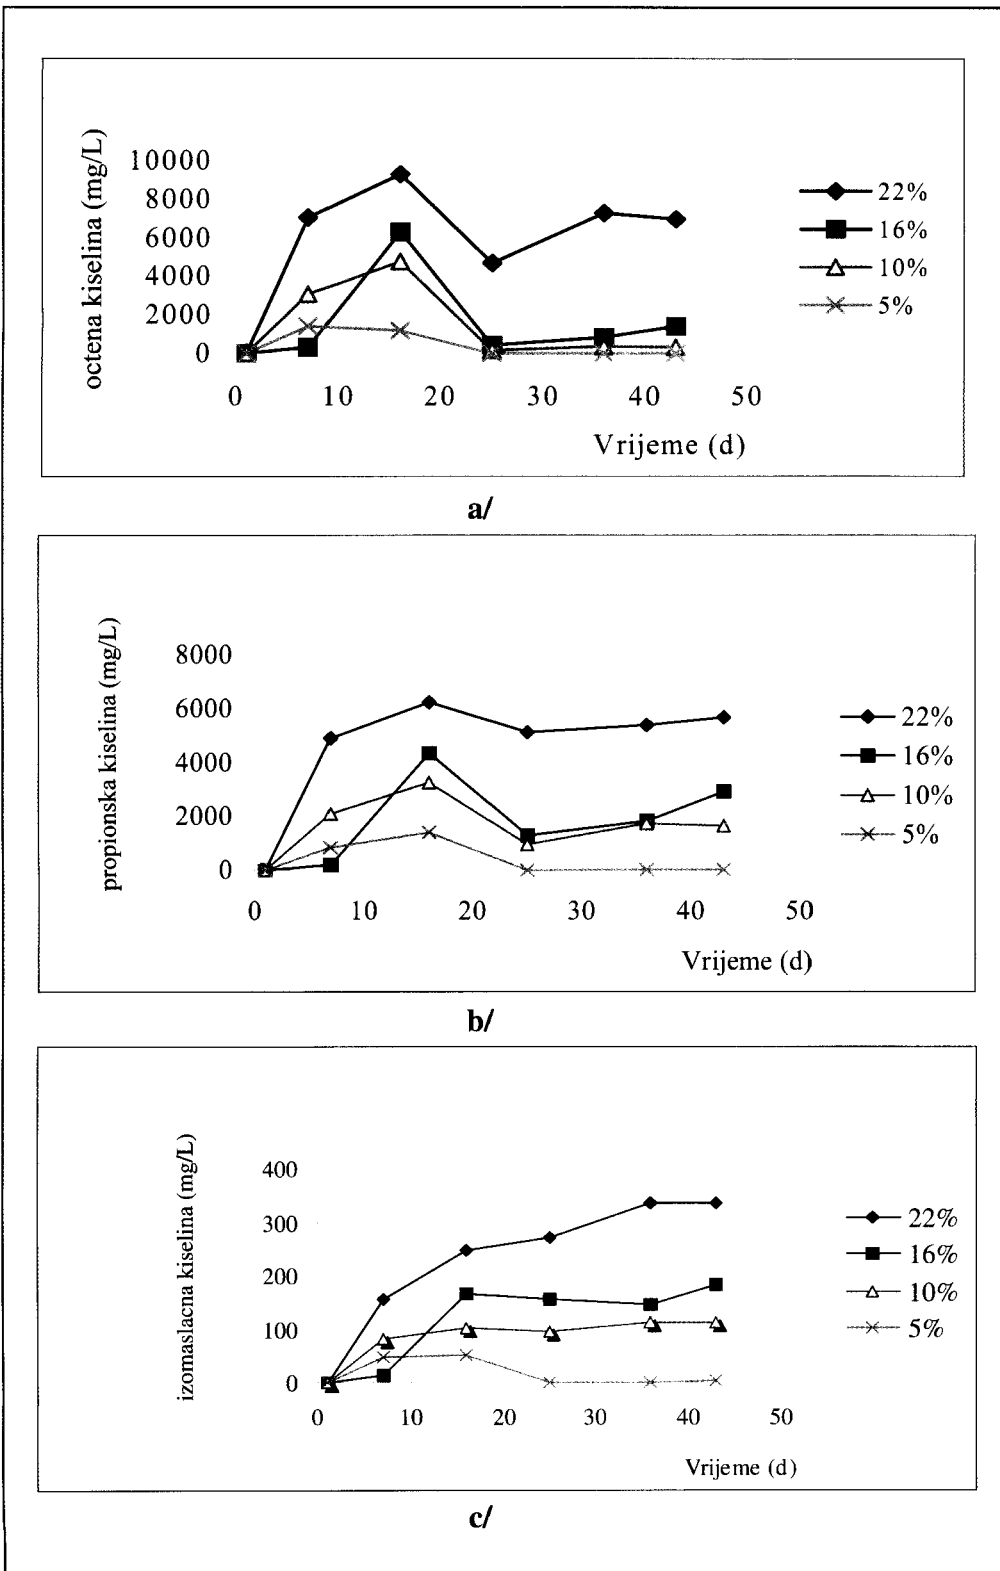 octena kiselina (mg/L)
10000
8000
6000
4000
2000
0
0 10 20 30 40 50
Vrijeme (d)
22%
16%
10%
5%
a/
propionska kiselina (mg/L)
8000
6000
4000
2000
0
0 10 20 30 40 50
Vrijeme (d)
22%
16%
10%
5%
b/
izomaslacna kiselina (mg/L)
400
300
200
100
0
0 10 20 30 40 50
Vrijeme (d)
22%
16%
10%
5%
c/